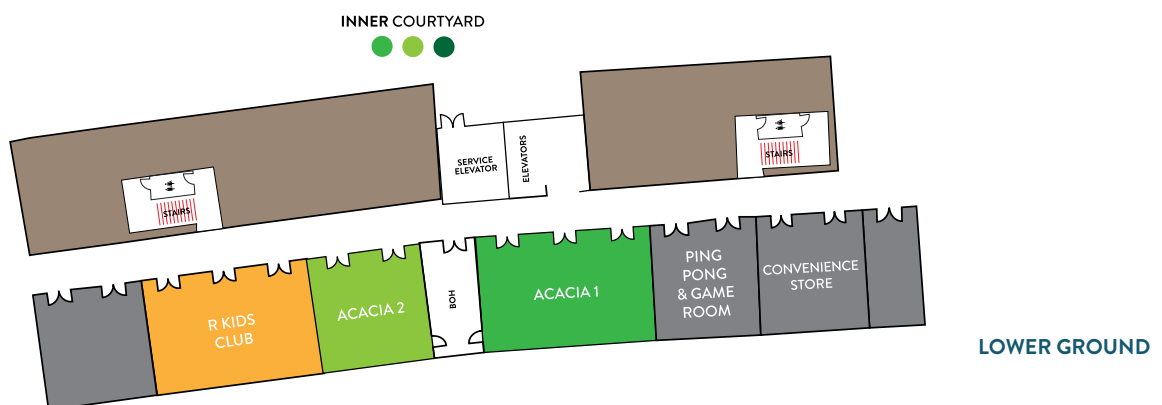 INNER COURTYARD
SERVICE
ELEVATOR
ELEVATORS
STAIRS
STAIRS
R KIDS
CLUB
ACACIA 2
BOH
ACACIA 1
PING
PONG
& GAME
ROOM
CONVENIENCE
STORE
LOWER GROUND